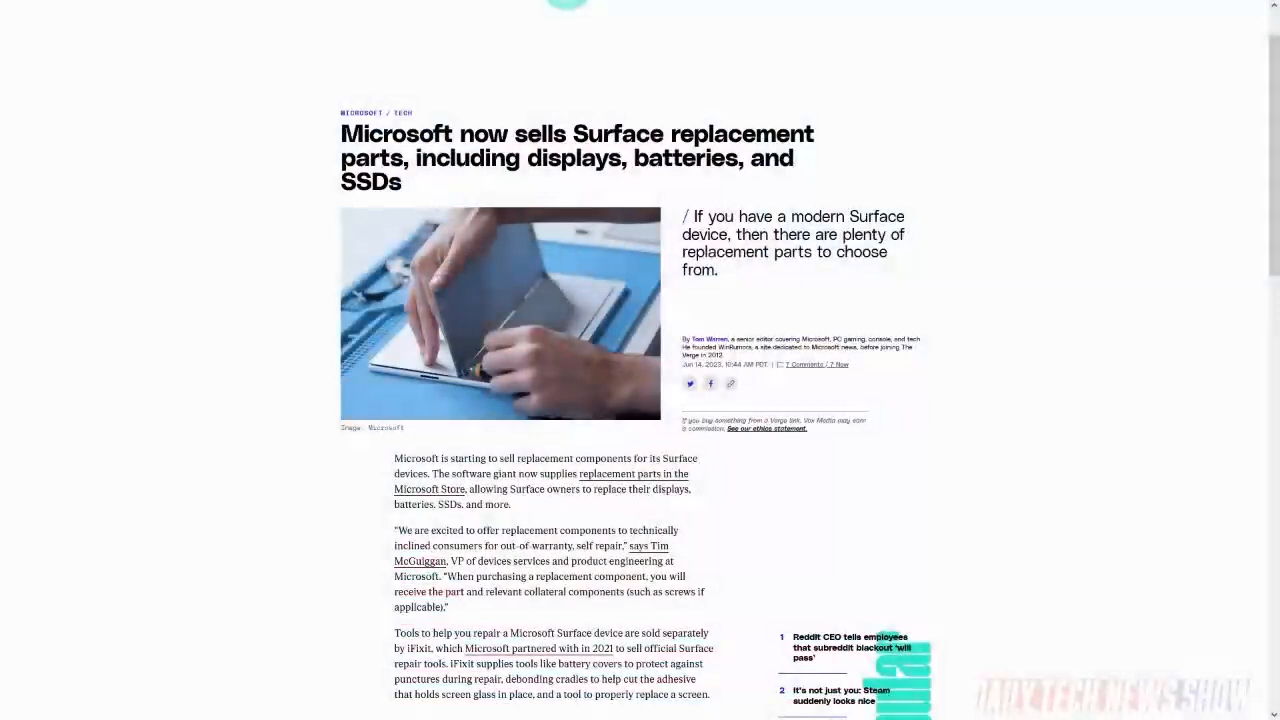 MICROSOFT / TECH
Microsoft now sells Surface replacement
parts, including displays, batteries, and
SSDs
/ If you have a modern Surface
device, then there are plenty of
replacement parts to choose
from.
By Tom Warren, a senior editor covering Microsoft, PC gaming, console, and tech
He founded WinRumors, a site dedicated to Microsoft news, before joining The
Verge in 2012
Jun 14, 2023, 10:44 AM PDT | 7 Comments / 7 New
If you buy something from a Verge link, Vox Media may earn
a commission. See our ethics statement.
Image: Microsoft
Microsoft is starting to sell replacement components for its Surface
devices. The software giant now supplies replacement parts in the
Microsoft Store, allowing Surface owners to replace their displays,
batteries, SSDs, and more.
“We are excited to offer replacement components to technically
inclined consumers for out-of-warranty, self repair,” says Tim
McGuiggan, VP of devices services and product engineering at
Microsoft. “When purchasing a replacement component, you will
receive the part and relevant collateral components (such as screws if
applicable).”
Tools to help you repair a Microsoft Surface device are sold separately
by iFixit, which Microsoft partnered with in 2021 to sell official Surface
repair tools. iFixit supplies tools like battery covers to protect against
punctures during repair, debonding cradles to help cut the adhesive
that holds screen glass in place, and a tool to properly replace a screen.
1 Reddit CEO tells employees
that subreddit blackout ‘will
pass’
2 It’s not just you: Steam
suddenly looks nice
DAILY TECH NEWS SHOW